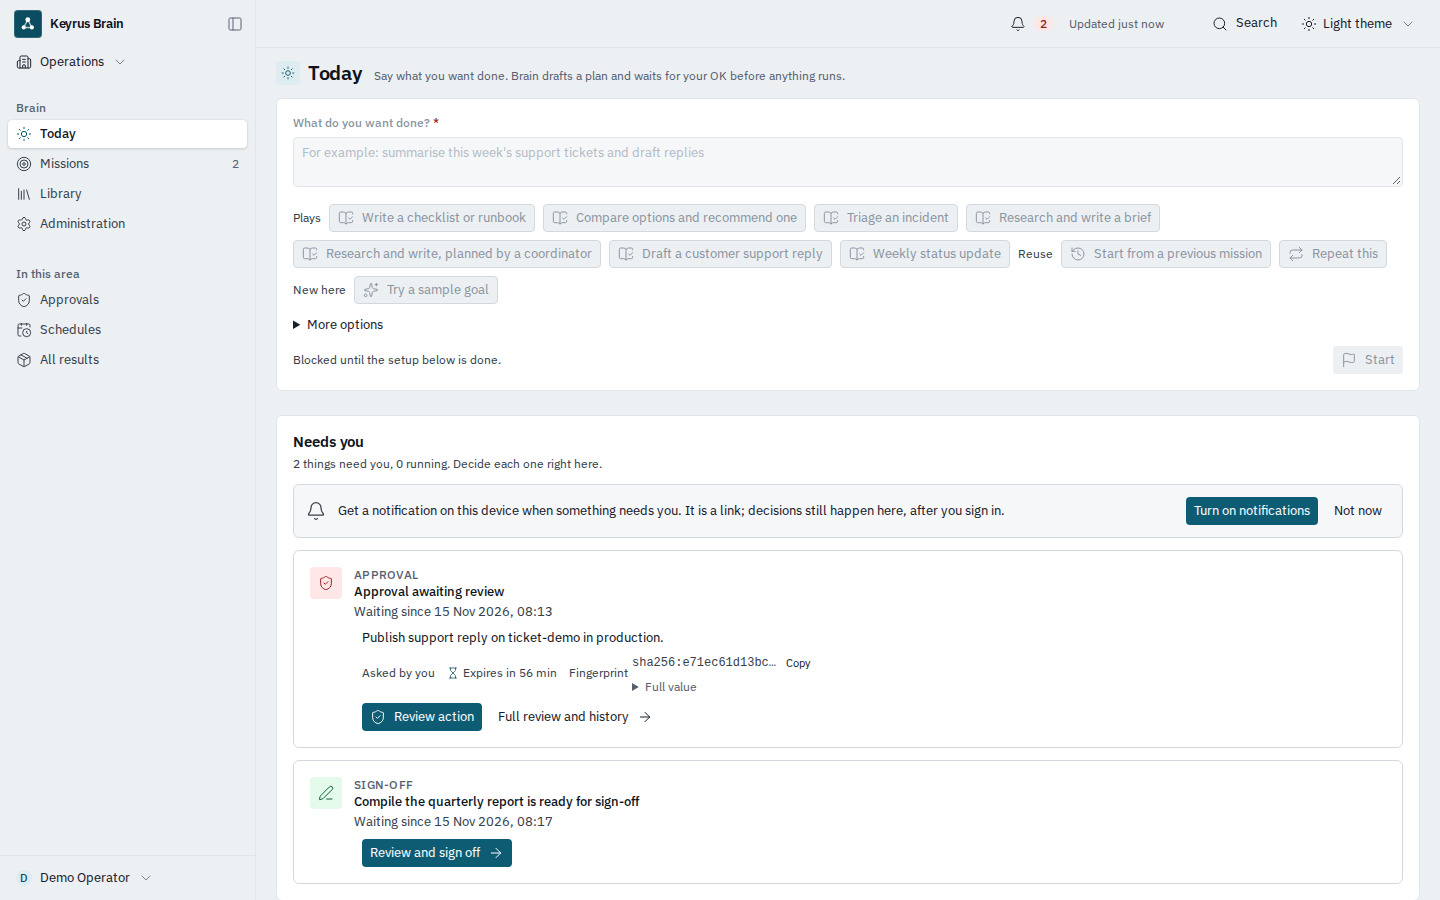 Keyrus Brain
2
Updated just now
Search
Light theme
Operations
Brain
Today
Missions
2
Library
Administration
In this area
Approvals
Schedules
All results
D
Demo Operator
Today
Say what you want done. Brain drafts a plan and waits for your OK before anything runs.
What do you want done? *
For example: summarise this week's support tickets and draft replies
Plays
Write a checklist or runbook
Compare options and recommend one
Triage an incident
Research and write a brief
Research and write, planned by a coordinator
Draft a customer support reply
Weekly status update
Reuse
Start from a previous mission
Repeat this
New here
Try a sample goal
More options
Blocked until the setup below is done.
Start
Needs you
2 things need you, 0 running. Decide each one right here.
Get a notification on this device when something needs you. It is a link; decisions still happen here, after you sign in.
Turn on notifications
Not now
APPROVAL
Approval awaiting review
Waiting since 15 Nov 2026, 08:13
Publish support reply on ticket-demo in production.
Asked by you
Expires in 56 min
Fingerprint
sha256:e71ec61d13bc…
Copy
Full value
Review action
Full review and history
SIGN-OFF
Compile the quarterly report is ready for sign-off
Waiting since 15 Nov 2026, 08:17
Review and sign off